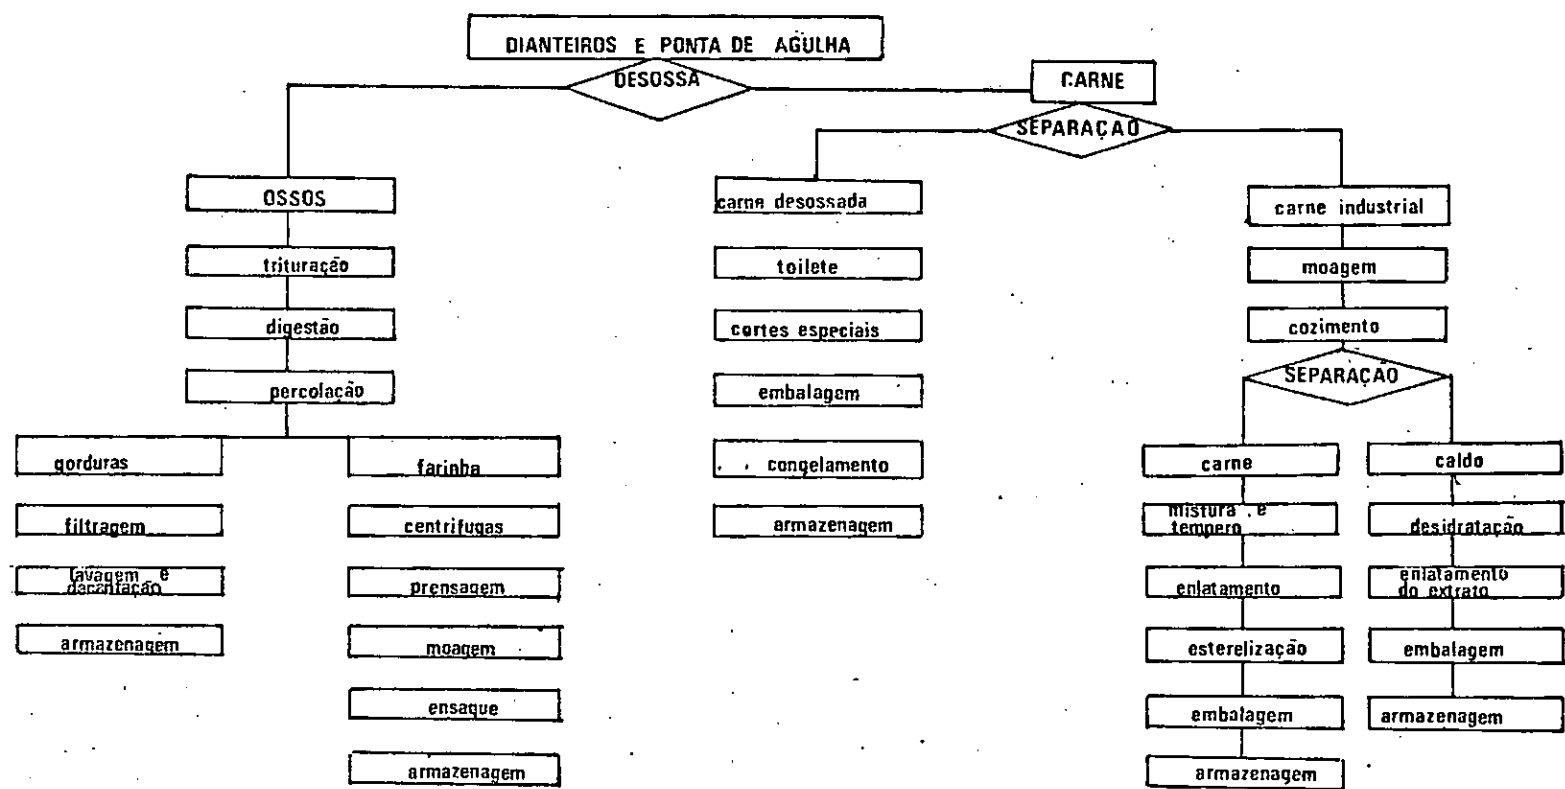 DIANTEIROS E PONTA DE AGULHA
DESOSSA
CARNE
SEPARAÇAO
OSSOS
trituração
digestão
percolação
gorduras
filtragem
lavagem e
decantação
armazenagem
farinha
centrifugas
prensagem
moagem
ensaque
armazenagem
carne desossada
toilete
cortes especiais
embalagem
congelamento
armazenagem
carne industrial
moagem
cozimento
SEPARAÇÃO
carne
mistura e
tempero
enlatamento
esterelização
embalagem
armazenagem
caldo
desidratação
enlatamento
do extrato
embalagem
armazenagem